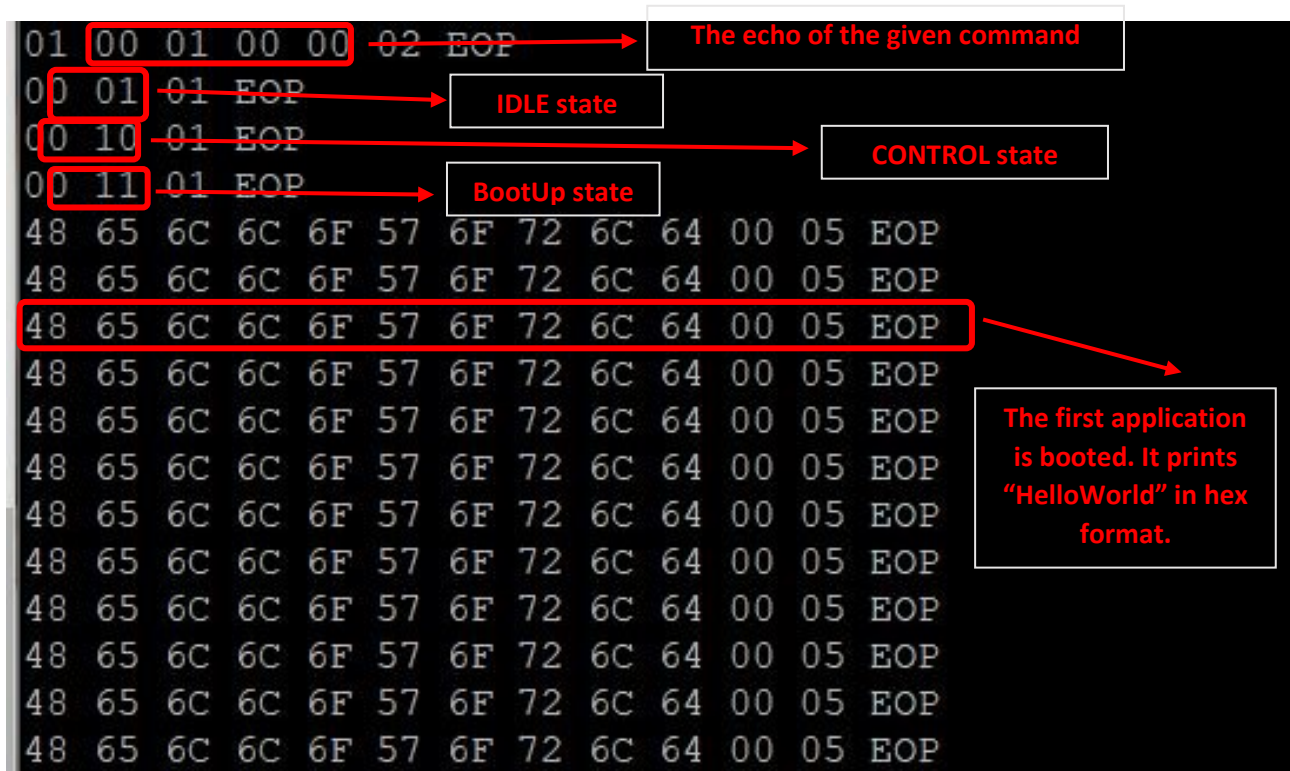 01 00 01 00 00 02 EOP
The echo of the given command
00 01 01 EOP
IDLE state
00 10 01 EOP
CONTROL state
00 11 01 EOP
BootUp state
48 65 6C 6C 6F 57 6F 72 6C 64 00 05 EOP
48 65 6C 6C 6F 57 6F 72 6C 64 00 05 EOP
48 65 6C 6C 6F 57 6F 72 6C 64 00 05 EOP
48 65 6C 6C 6F 57 6F 72 6C 64 00 05 EOP
48 65 6C 6C 6F 57 6F 72 6C 64 00 05 EOP
48 65 6C 6C 6F 57 6F 72 6C 64 00 05 EOP
48 65 6C 6C 6F 57 6F 72 6C 64 00 05 EOP
48 65 6C 6C 6F 57 6F 72 6C 64 00 05 EOP
48 65 6C 6C 6F 57 6F 72 6C 64 00 05 EOP
48 65 6C 6C 6F 57 6F 72 6C 64 00 05 EOP
48 65 6C 6C 6F 57 6F 72 6C 64 00 05 EOP
48 65 6C 6C 6F 57 6F 72 6C 64 00 05 EOP
The first application
is booted. It prints
“HelloWorld” in hex
format.